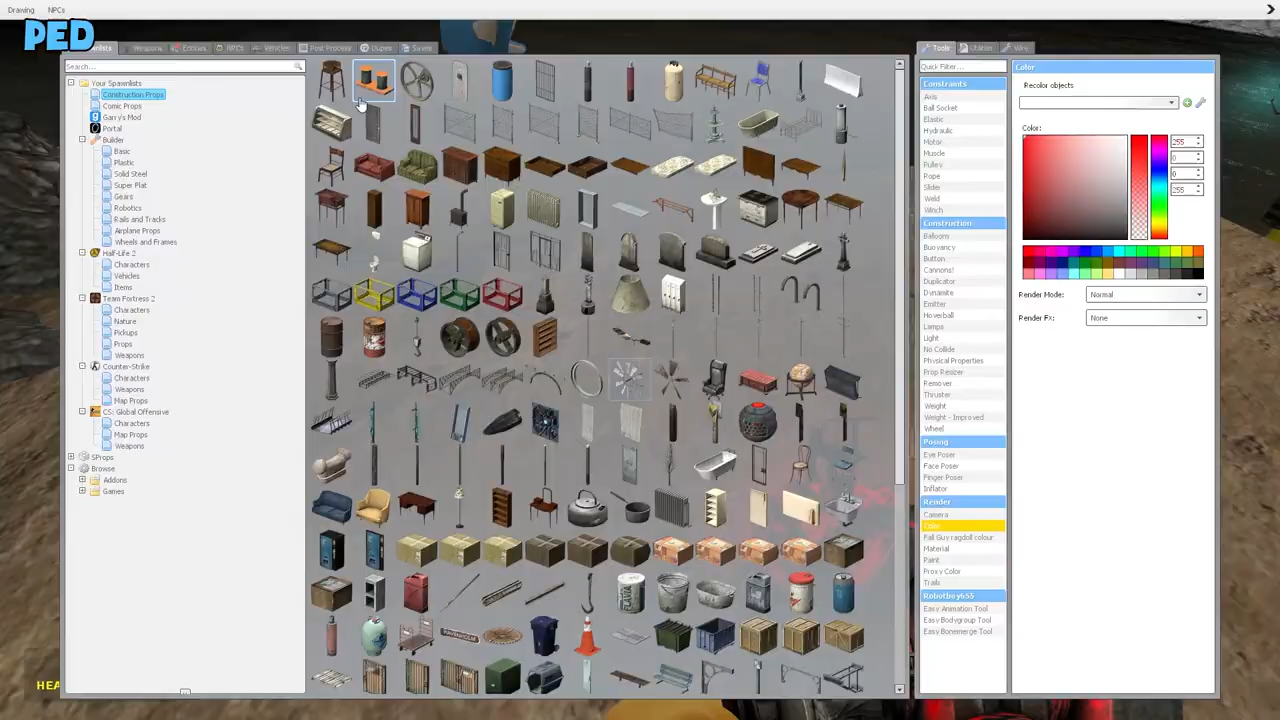 Drawing NPCs
PED
Spawnlists Weapons Entities NPCs Vehicles Post Process Dupes Saves
Search...
Your Spawnlists
Construction Props
Comic Props
Garry's Mod
Portal
Builder
Basic
Plastic
Solid Steel
Super Plat
Gears
Robotics
Rails and Tracks
Airplane Props
Wheels and Frames
Half-Life 2
Characters
Vehicles
Items
Team Fortress 2
Characters
Nature
Pickups
Props
Weapons
Counter-Strike
Characters
Weapons
Map Props
CS: Global Offensive
Characters
Map Props
Weapons
SProps
Browse
Addons
Games
RAVENHOLM
HEA
Tools Utilities Wire
Quick Filter...
Constraints
Axis
Ball Socket
Elastic
Hydraulic
Motor
Muscle
Pulley
Rope
Slider
Weld
Winch
Construction
Balloons
Buoyancy
Button
Cannons!
Duplicator
Dynamite
Emitter
Hoverball
Lamps
Light
No Collide
Physical Properties
Prop Resizer
Remover
Thruster
Weight
Weight - Improved
Wheel
Posing
Eye Poser
Face Poser
Finger Poser
Inflator
Render
Camera
Color
Fall Guy ragdoll colour
Material
Paint
Proxy Color
Trails
Robotboy655
Easy Animation Tool
Easy Bodygroup Tool
Easy Bonemerge Tool
Color
Recolor objects
Color:
255
0
0
255
Render Mode: Normal
Render Fx: None